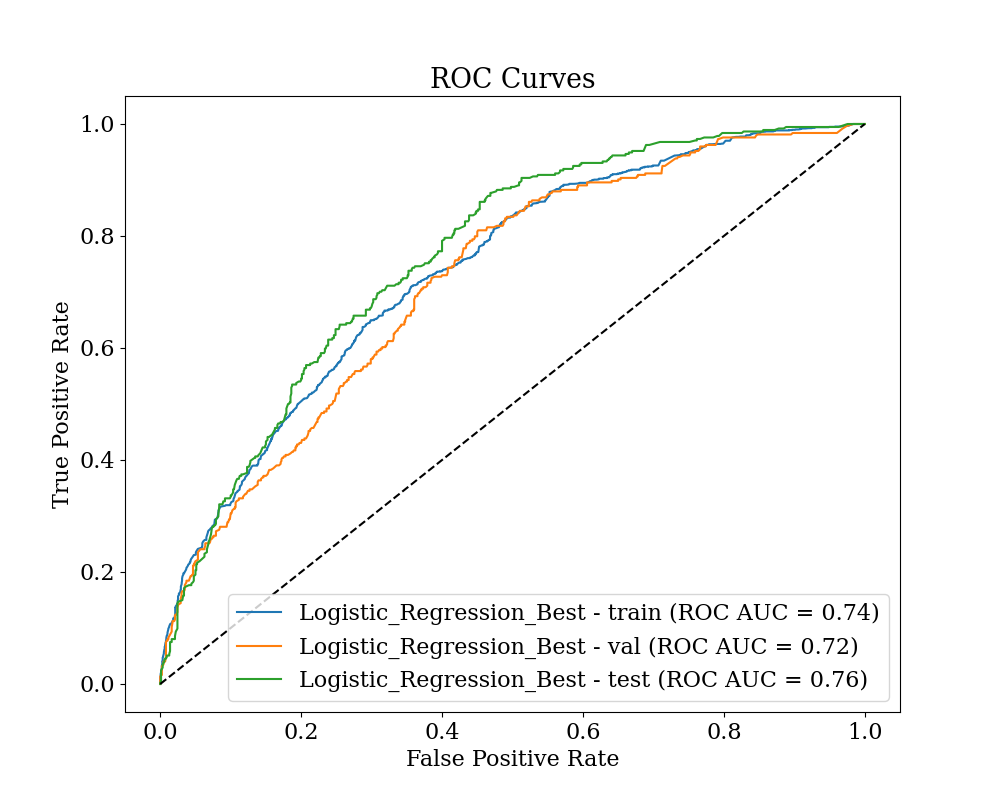 ROC Curves
True Positive Rate
1.0
0.8
0.6
0.4
0.2
0.0
Logistic_Regression_Best - train (ROC AUC = 0.74)
Logistic_Regression_Best - val (ROC AUC = 0.72)
Logistic_Regression_Best - test (ROC AUC = 0.76)
0.0 0.2 0.4 0.6 0.8 1.0
False Positive Rate